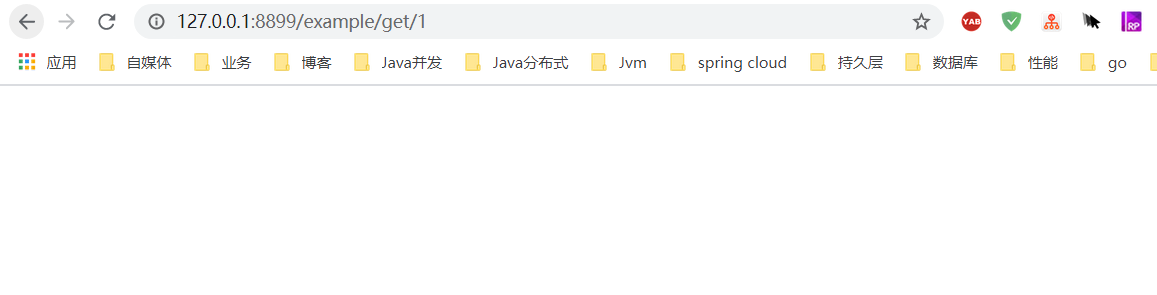 127.0.0.1:8899/example/get/1 YAB RP
应用 自媒体 业务 博客 Java并发 Java分布式 Jvm spring cloud 持久层 数据库 性能 go